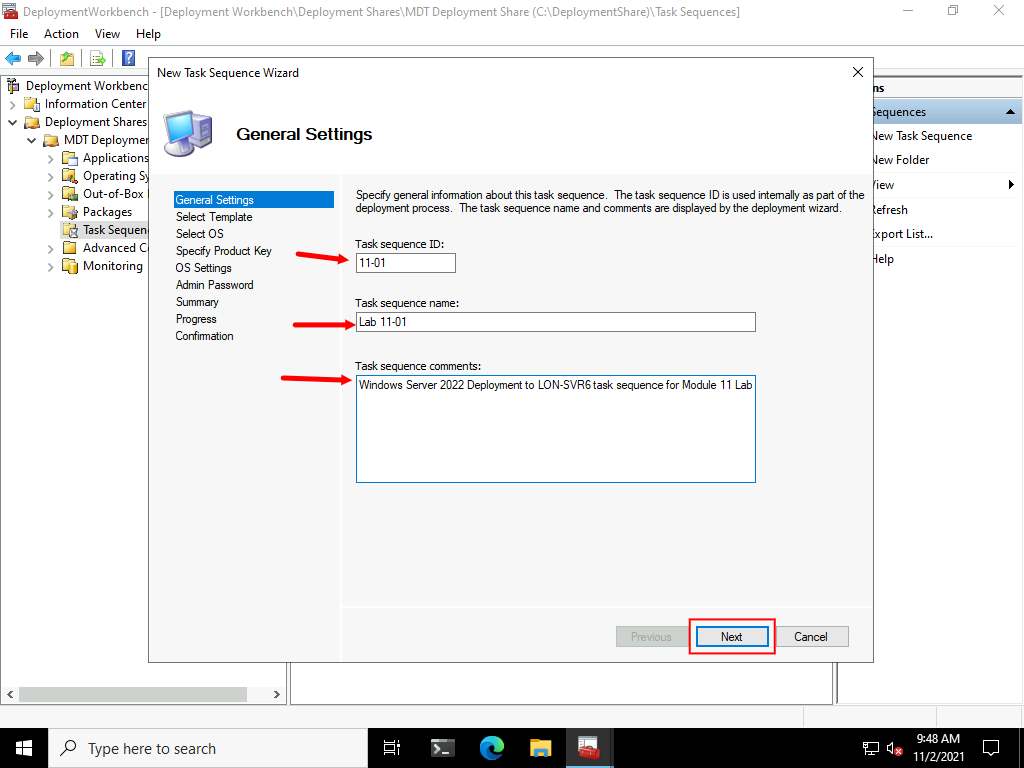 DeploymentWorkbench - [Deployment Workbench\Deployment Shares\MDT Deployment Share (C:\DeploymentShare)\Task Sequences]
File Action View Help
Deployment Workbenc
Information Center
Deployment Shares
MDT Deployme
Applications
Operating Sy
Out-of-Box
Packages
Task Sequen
Advanced C
Monitoring
New Task Sequence Wizard
General Settings
General Settings
Select Template
Select OS
Specify Product Key
OS Settings
Admin Password
Summary
Progress
Confirmation
Specify general information about this task sequence. The task sequence ID is used internally as part of the
deployment process. The task sequence name and comments are displayed by the deployment wizard.
Task sequence ID:
11-01
Task sequence name:
Lab 11-01
Task sequence comments:
Windows Server 2022 Deployment to LON-SVR6 task sequence for Module 11 Lab
Previous Next Cancel
ns
Sequences
New Task Sequence
New Folder
View
Refresh
Export List...
Help
Type here to search
9:48 AM
11/2/2021